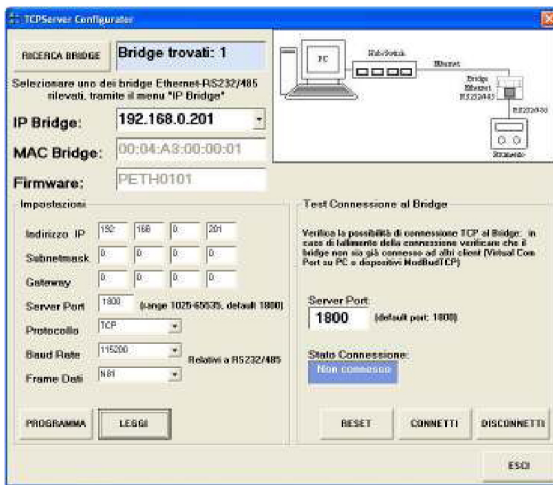 TCPServer Configurator
RICERCA BRIDGE
Bridge trovati: 1
Selezionare uno dei bridge Ethernet-RS232/485
rilevati, tramite il menu "IP Bridge"
IP Bridge:
192.168.0.201
MAC Bridge:
00:04:A3:00:00:01
Firmware:
PETH0101
PC
Hub/Switch
Ethernet
Bridge
Ethernet
RS232/485
RS232/485
Strumento
Impostazioni
Indirizzo IP
192
168
0
201
Subnetmask
0
0
0
0
Gateway
0
0
0
0
Server Port
1800
(range 1025-65535, default 1800)
Protocollo
TCP
Baud Rate
115200
Relativi a RS232/485
Frame Dati
N81
PROGRAMMA
LEGGI
Test Connessione al Bridge
Verifica la possibilità di connessione TCP al Bridge: in
caso di fallimento della connessione verificare che il
bridge non sia già connesso ad altri client (Virtual Com
Port su PC o dispositivi ModBudTCP)
Server Port:
1800
(default port: 1800)
Stato Connessione:
Non connesso
RESET
CONNETTI
DISCONNETTI
ESCI